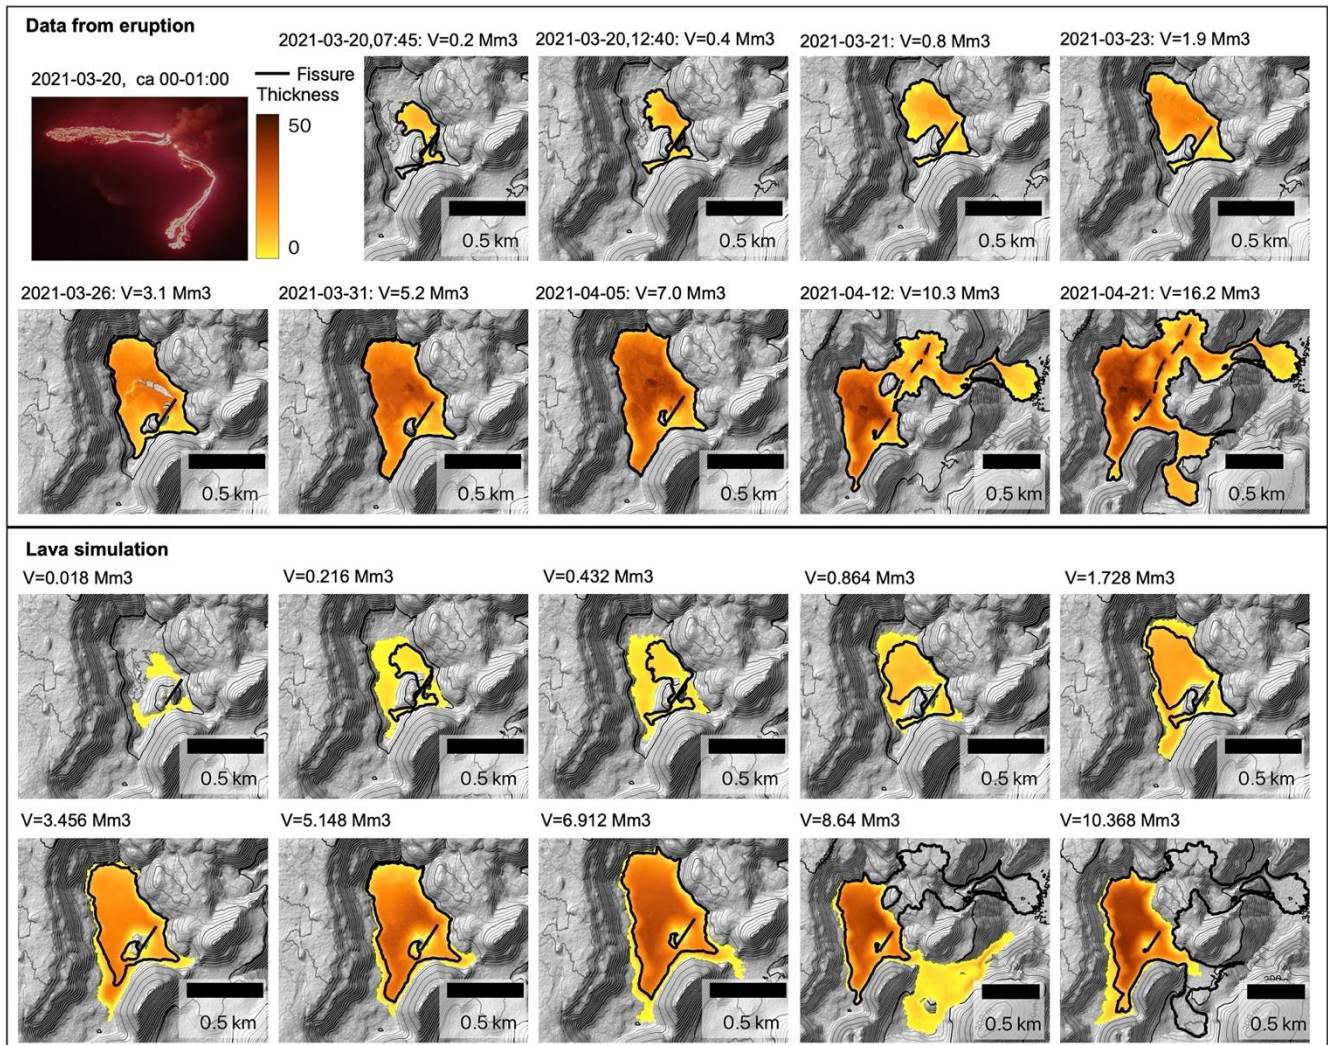 Data from eruption
2021-03-20,07:45: V=0.2 Mm3
2021-03-20,12:40: V=0.4 Mm3
2021-03-21: V=0.8 Mm3
2021-03-23: V=1.9 Mm3
2021-03-20, ca 00-01:00
Fissure
Thickness
50
0
0.5 km
0.5 km
0.5 km
0.5 km
2021-03-26: V=3.1 Mm3
2021-03-31: V=5.2 Mm3
2021-04-05: V=7.0 Mm3
2021-04-12: V=10.3 Mm3
2021-04-21: V=16.2 Mm3
0.5 km
0.5 km
0.5 km
0.5 km
0.5 km
Lava simulation
V=0.018 Mm3
V=0.216 Mm3
V=0.432 Mm3
V=0.864 Mm3
V=1.728 Mm3
0.5 km
0.5 km
0.5 km
0.5 km
0.5 km
V=3.456 Mm3
V=5.148 Mm3
V=6.912 Mm3
V=8.64 Mm3
V=10.368 Mm3
0.5 km
0.5 km
0.5 km
0.5 km
0.5 km